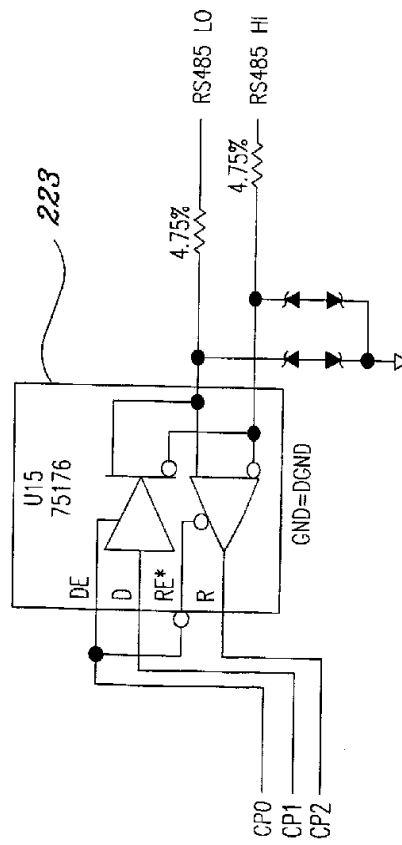 223
U15
75176
DE
D
RE*
R
GND=DGND
CP0
CP1
CP2
4.75%
RS485 LO
4.75%
RS485 Hi